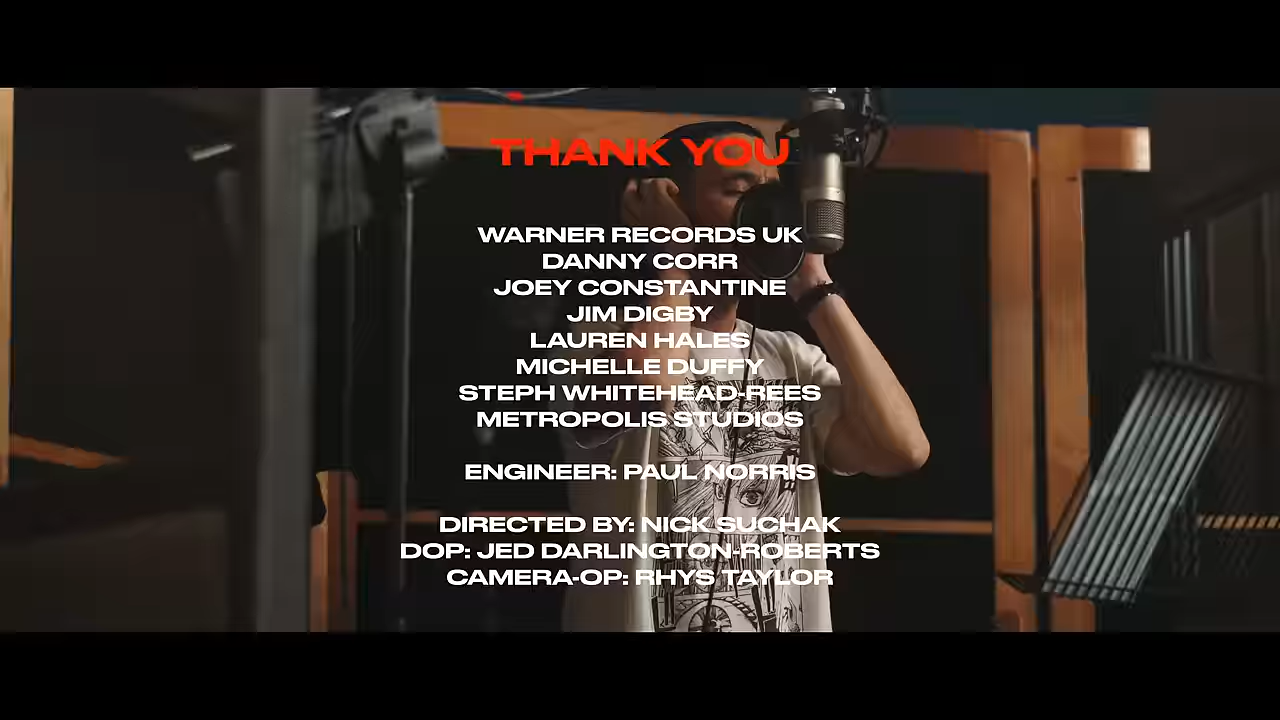 THANK YOU
WARNER RECORDS UK
DANNY CORR
JOEY CONSTANTINE
JIM DIGBY
LAUREN HALES
MICHELLE DUFFY
STEPH WHITEHEAD-REES
METROPOLIS STUDIOS
ENGINEER: PAUL NORRIS
DIRECTED BY: NICK SUCHAK
DOP: JED DARLINGTON-ROBERTS
CAMERA-OP: RHYS TAYLOR